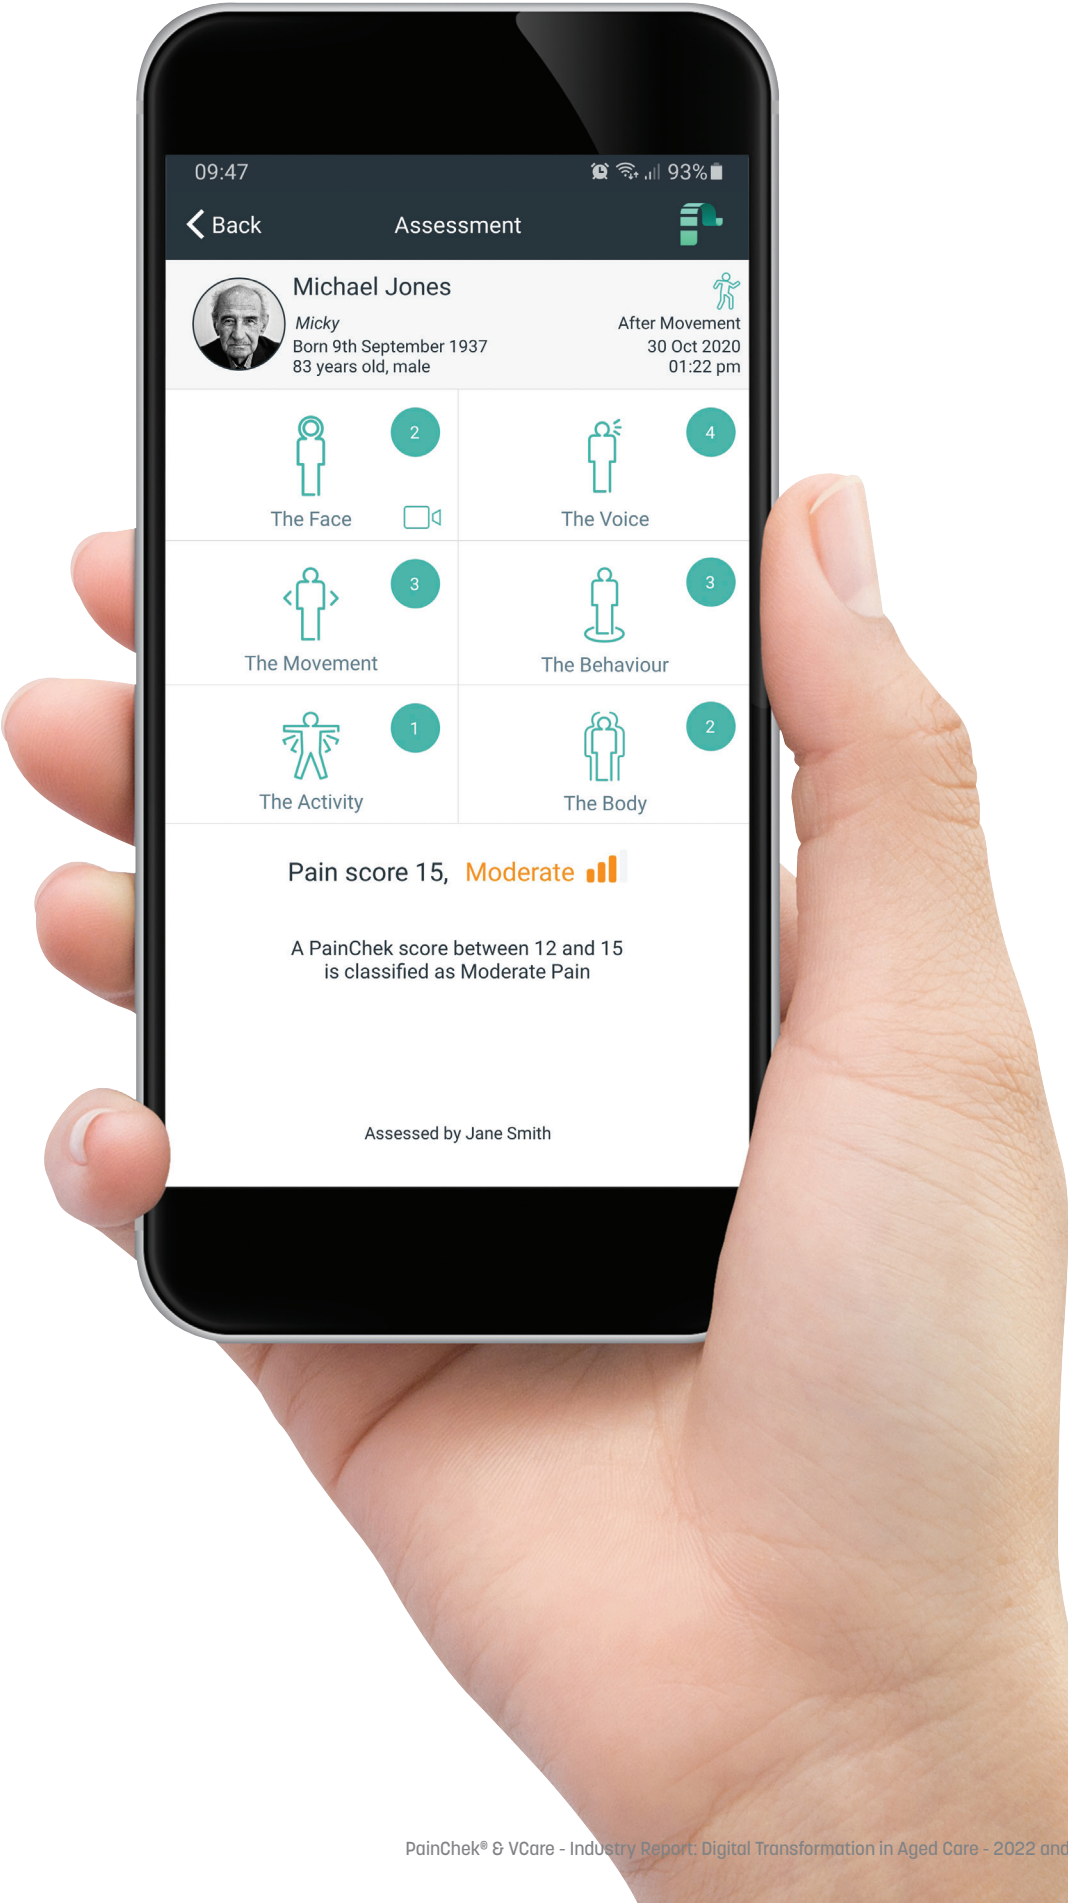 09:47 93%
Back Assessment
Michael Jones
Micky
After Movement
Born 9th September 1937
30 Oct 2020
83 years old, male
01:22 pm
2
4
The Face
The Voice
3
3
The Movement
The Behaviour
1
2
The Activity
The Body
Pain score 15, Moderate
A PainChek score between 12 and 15
is classified as Moderate Pain
Assessed by Jane Smith
PainChek® & VCare - Industry Report: Digital Transformation in Aged Care - 2022 and